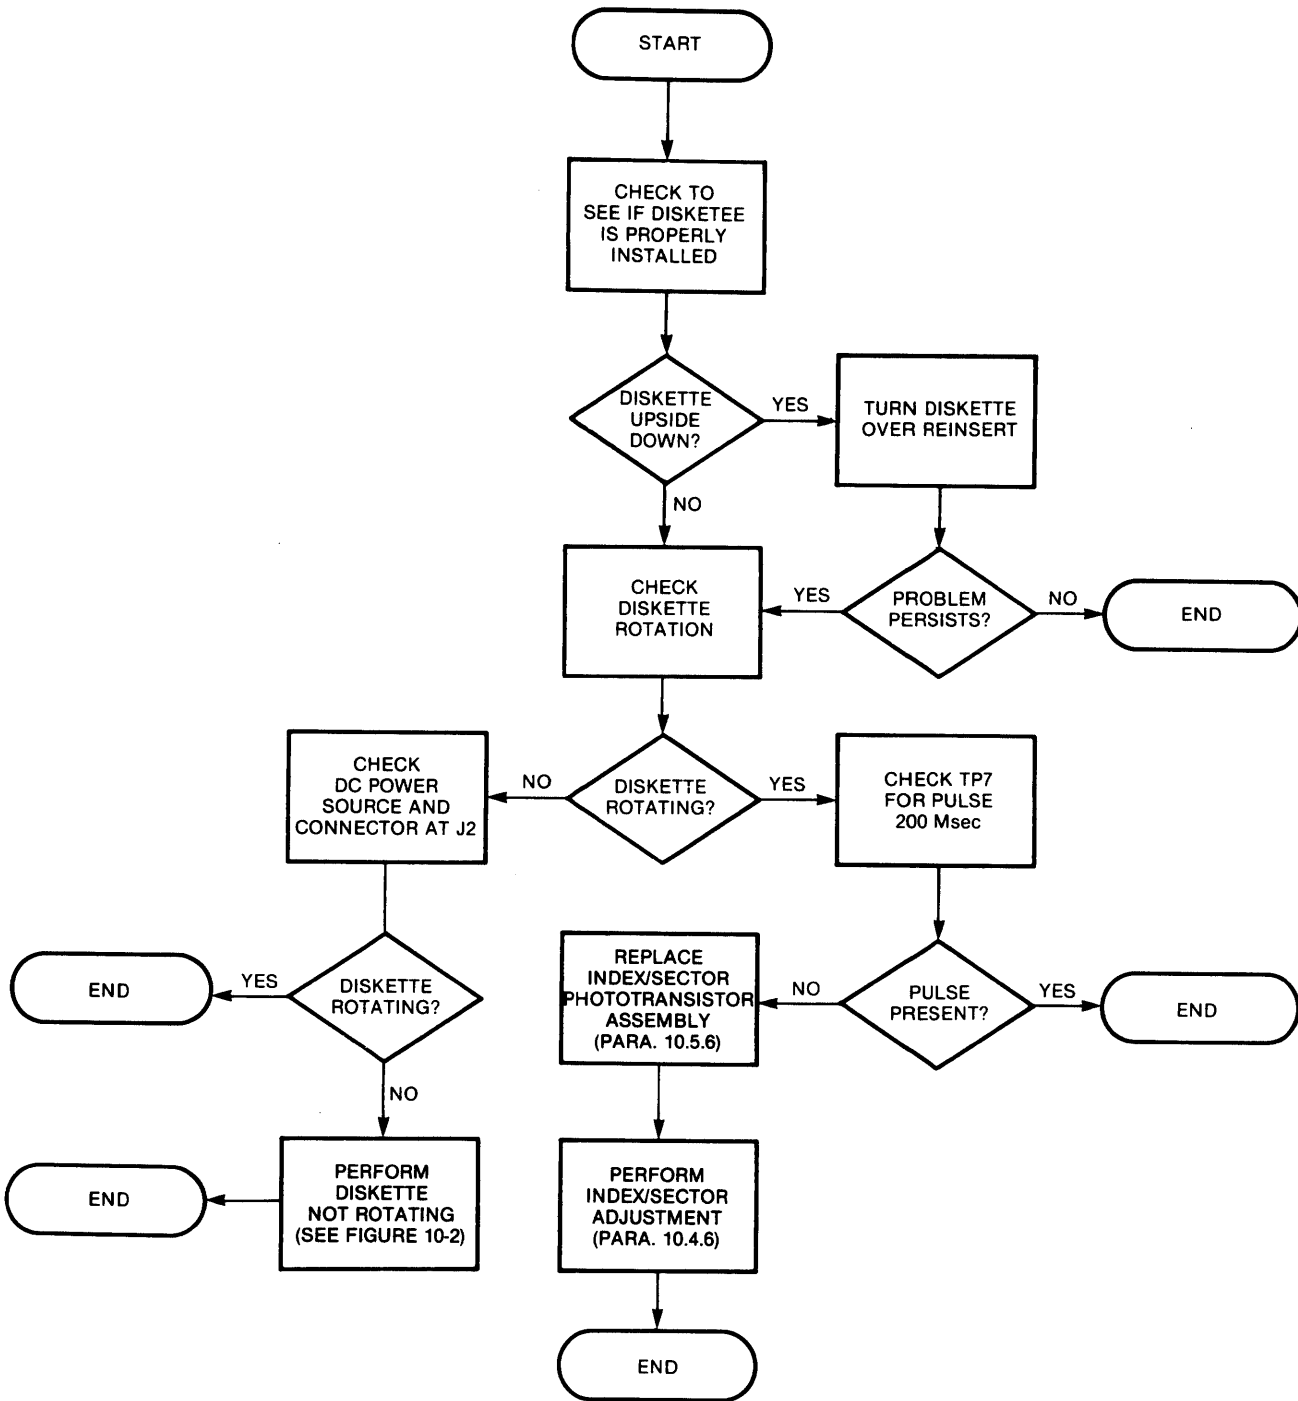 START
CHECK TO
SEE IF DISKETEE
IS PROPERLY
INSTALLED
DISKETTE
UPSIDE
DOWN?
YES
TURN DISKETTE
OVER REINSERT
NO
CHECK
DISKETTE
ROTATION
YES
PROBLEM
PERSISTS?
NO
END
CHECK
DC POWER
SOURCE AND
CONNECTOR AT J2
NO
DISKETTE
ROTATING?
YES
CHECK TP7
FOR PULSE
200 Msec
END
YES
DISKETTE
ROTATING?
REPLACE
INDEX/SECTOR
PHOTOTRANSISTOR
ASSEMBLY
(PARA. 10.5.6)
NO
PULSE
PRESENT?
YES
END
NO
END
PERFORM
DISKETTE
NOT ROTATING
(SEE FIGURE 10-2)
PERFORM
INDEX/SECTOR
ADJUSTMENT
(PARA. 10.4.6)
END